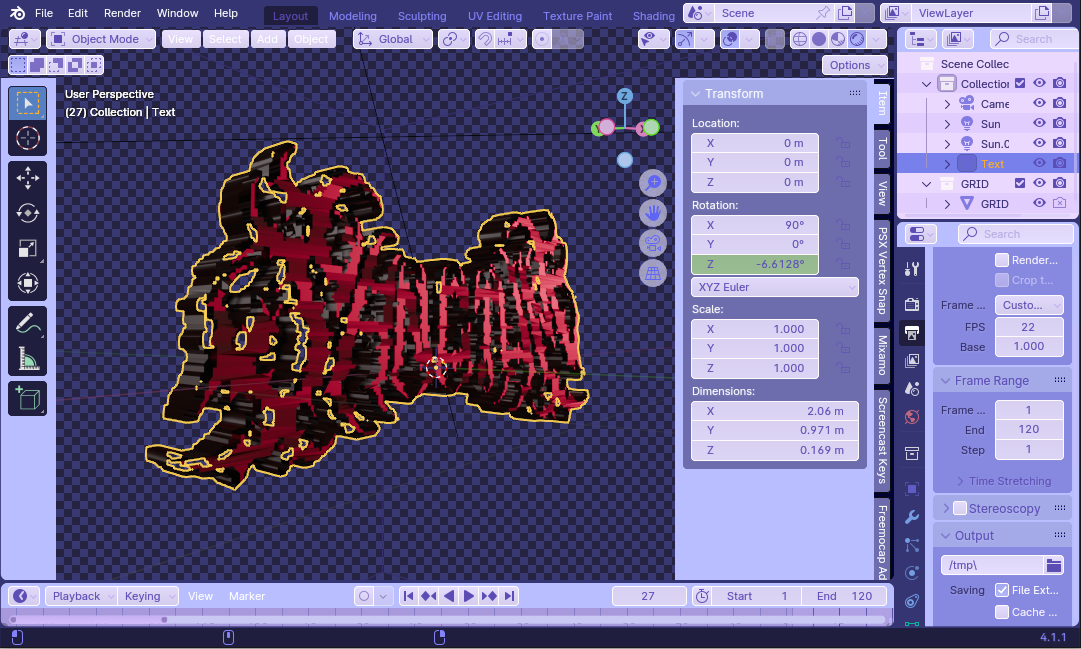 File Edit Render Window Help Layout Modeling Sculpting UV Editing Texture Paint Shading Scene ViewLayer
Object Mode View Select Add Object Global Search
Options
User Perspective
(27) Collection | Text
Z
Transform
Location:
X 0 m
Y 0 m
Z 0 m
Rotation:
X 90°
Y 0°
Z -6.6128°
XYZ Euler
Scale:
X 1.000
Y 1.000
Z 1.000
Dimensions:
X 2.06 m
Y 0.971 m
Z 0.169 m
Item
Tool
View
PSX Vertex Snap
Mixamo
Screencast Keys
Freemocap Ad
Scene Collec
Collection
Came
Sun
Sun.0
Text
GRID
GRID
Search
Render...
Crop t...
Frame ... Custo...
FPS 22
Base 1.000
Frame Range
Frame ... 1
End 120
Step 1
Time Stretching
Stereoscopy
Output
/tmp\
Saving File Ext...
Cache ...
Playback Keying View Marker 27 Start 1 End 120
4.1.1